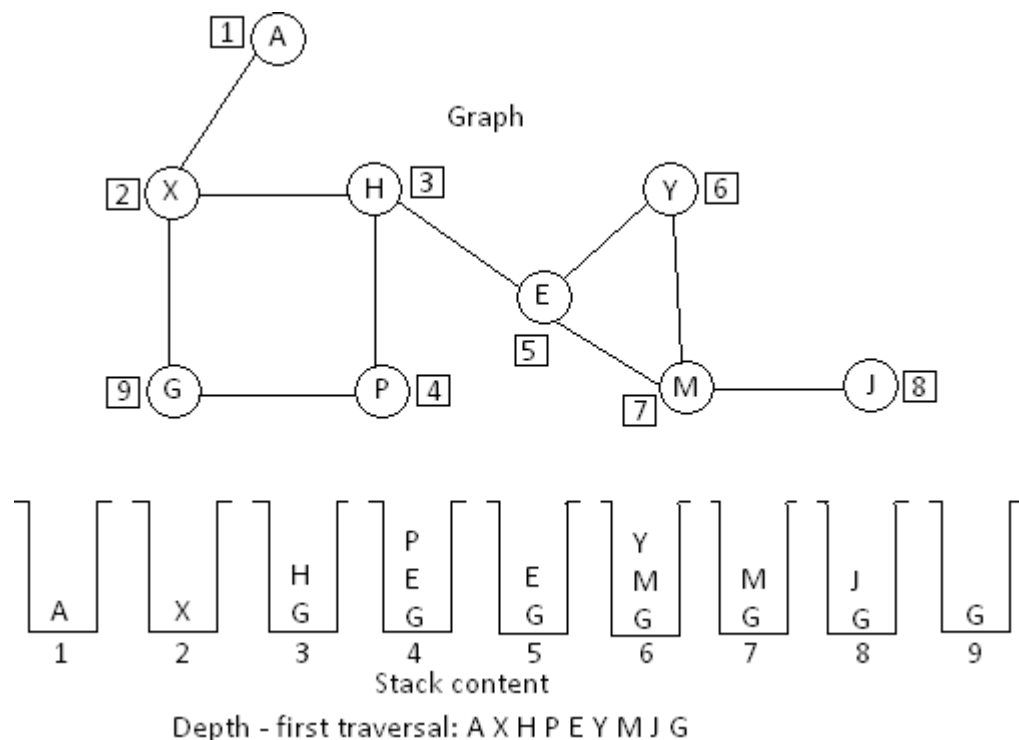 1 A
Graph
2 X H 3 Y 6
E
5
9 G P 4 7 M J 8
P Y
H E E M M J
A X G G G G G G G
1 2 3 4 5 6 7 8 9
Stack content
Depth - first traversal: A X H P E Y M J G